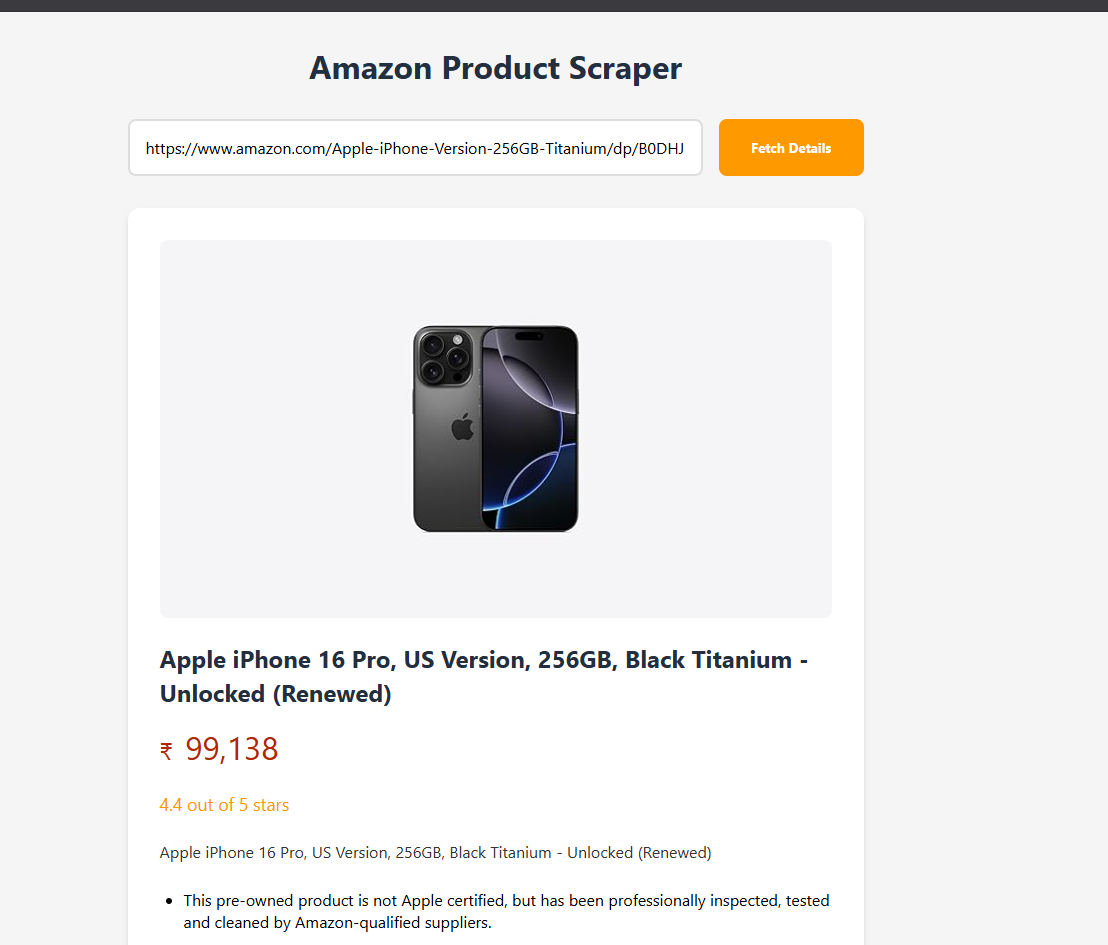 Amazon Product Scraper
https://www.amazon.com/Apple-iPhone-Version-256GB-Titanium/dp/B0DHJ
Fetch Details
Apple iPhone 16 Pro, US Version, 256GB, Black Titanium -
Unlocked (Renewed)
₹ 99,138
4.4 out of 5 stars
Apple iPhone 16 Pro, US Version, 256GB, Black Titanium - Unlocked (Renewed)
• This pre-owned product is not Apple certified, but has been professionally inspected, tested
and cleaned by Amazon-qualified suppliers.